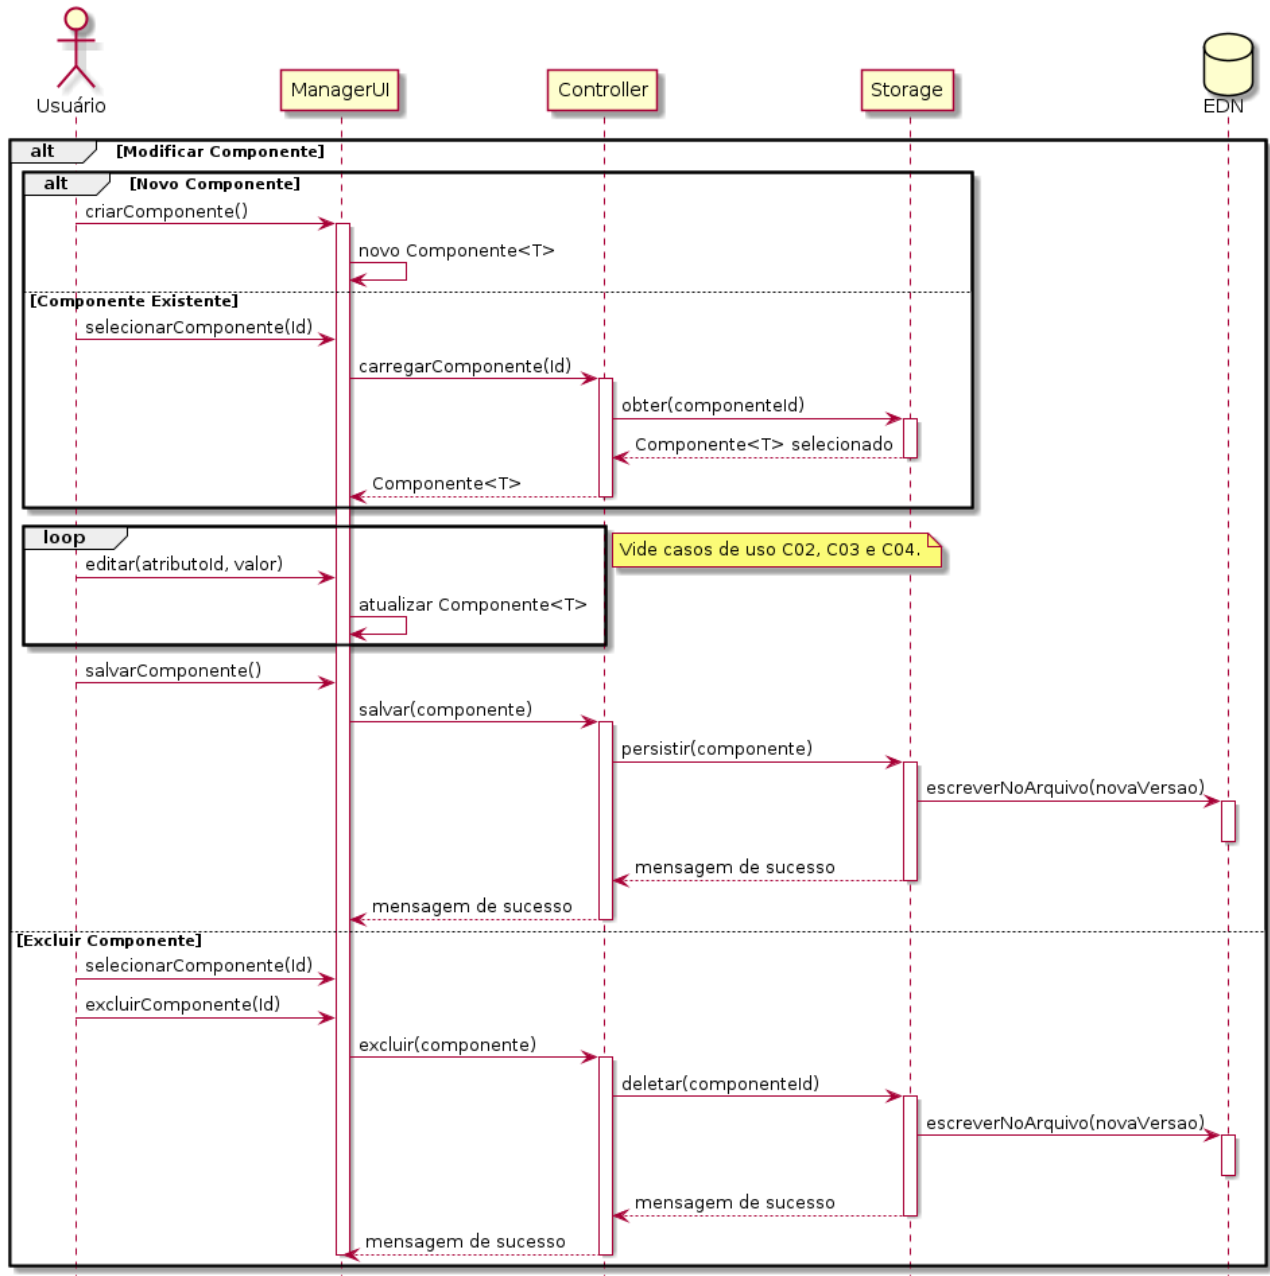 Usuário
ManagerUI
Controller
Storage
EDN
alt
[Modificar Componente]
alt
[Novo Componente]
criarComponente()
novo Componente<T>
[Componente Existente]
selecionarComponente(Id)
carregarComponente(Id)
obter(componenteId)
Componente<T> selecionado
Componente<T>
loop
Vide casos de uso C02, C03 e C04.
editar(atributoId, valor)
atualizar Componente<T>
salvarComponente()
salvar(componente)
persistir(componente)
escreverNoArquivo(novaVersao)
mensagem de sucesso
mensagem de sucesso
[Excluir Componente]
selecionarComponente(Id)
excluirComponente(Id)
excluir(componente)
deletar(componenteId)
escreverNoArquivo(novaVersao)
mensagem de sucesso
mensagem de sucesso